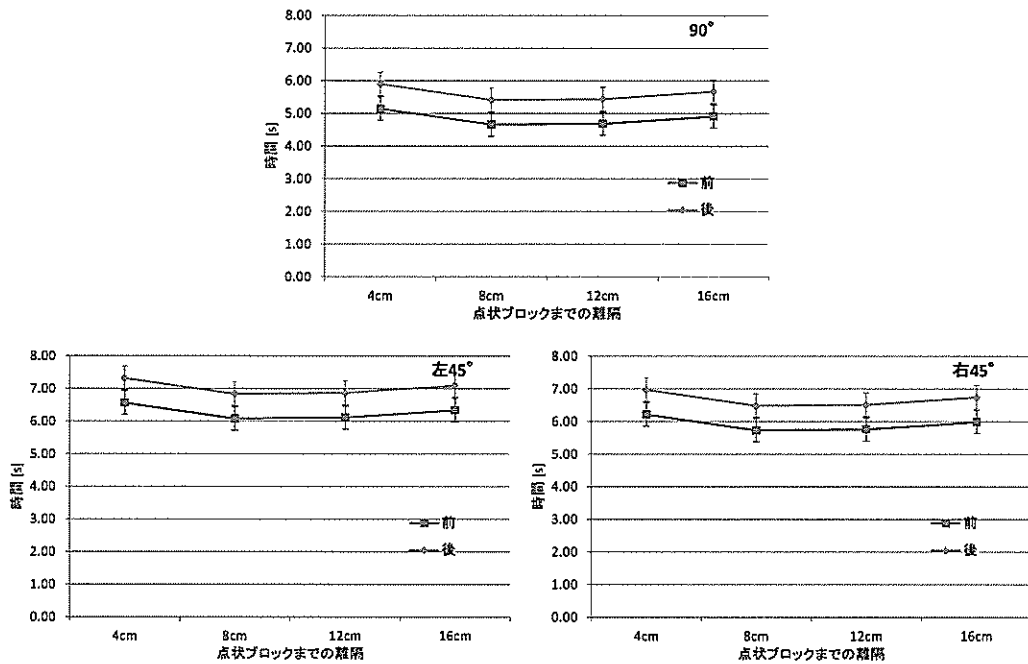 90°
8.00
7.00
6.00
5.00
4.00
3.00
2.00
1.00
0.00
時間 [s]
前
後
4cm
8cm
12cm
16cm
点状ブロックまでの離隔
左45°
8.00
7.00
6.00
5.00
4.00
3.00
2.00
1.00
0.00
時間 [s]
前
後
4cm
8cm
12cm
16cm
点状ブロックまでの離隔
右45°
8.00
7.00
6.00
5.00
4.00
3.00
2.00
1.00
0.00
時間 [s]
前
後
4cm
8cm
12cm
16cm
点状ブロックまでの離隔